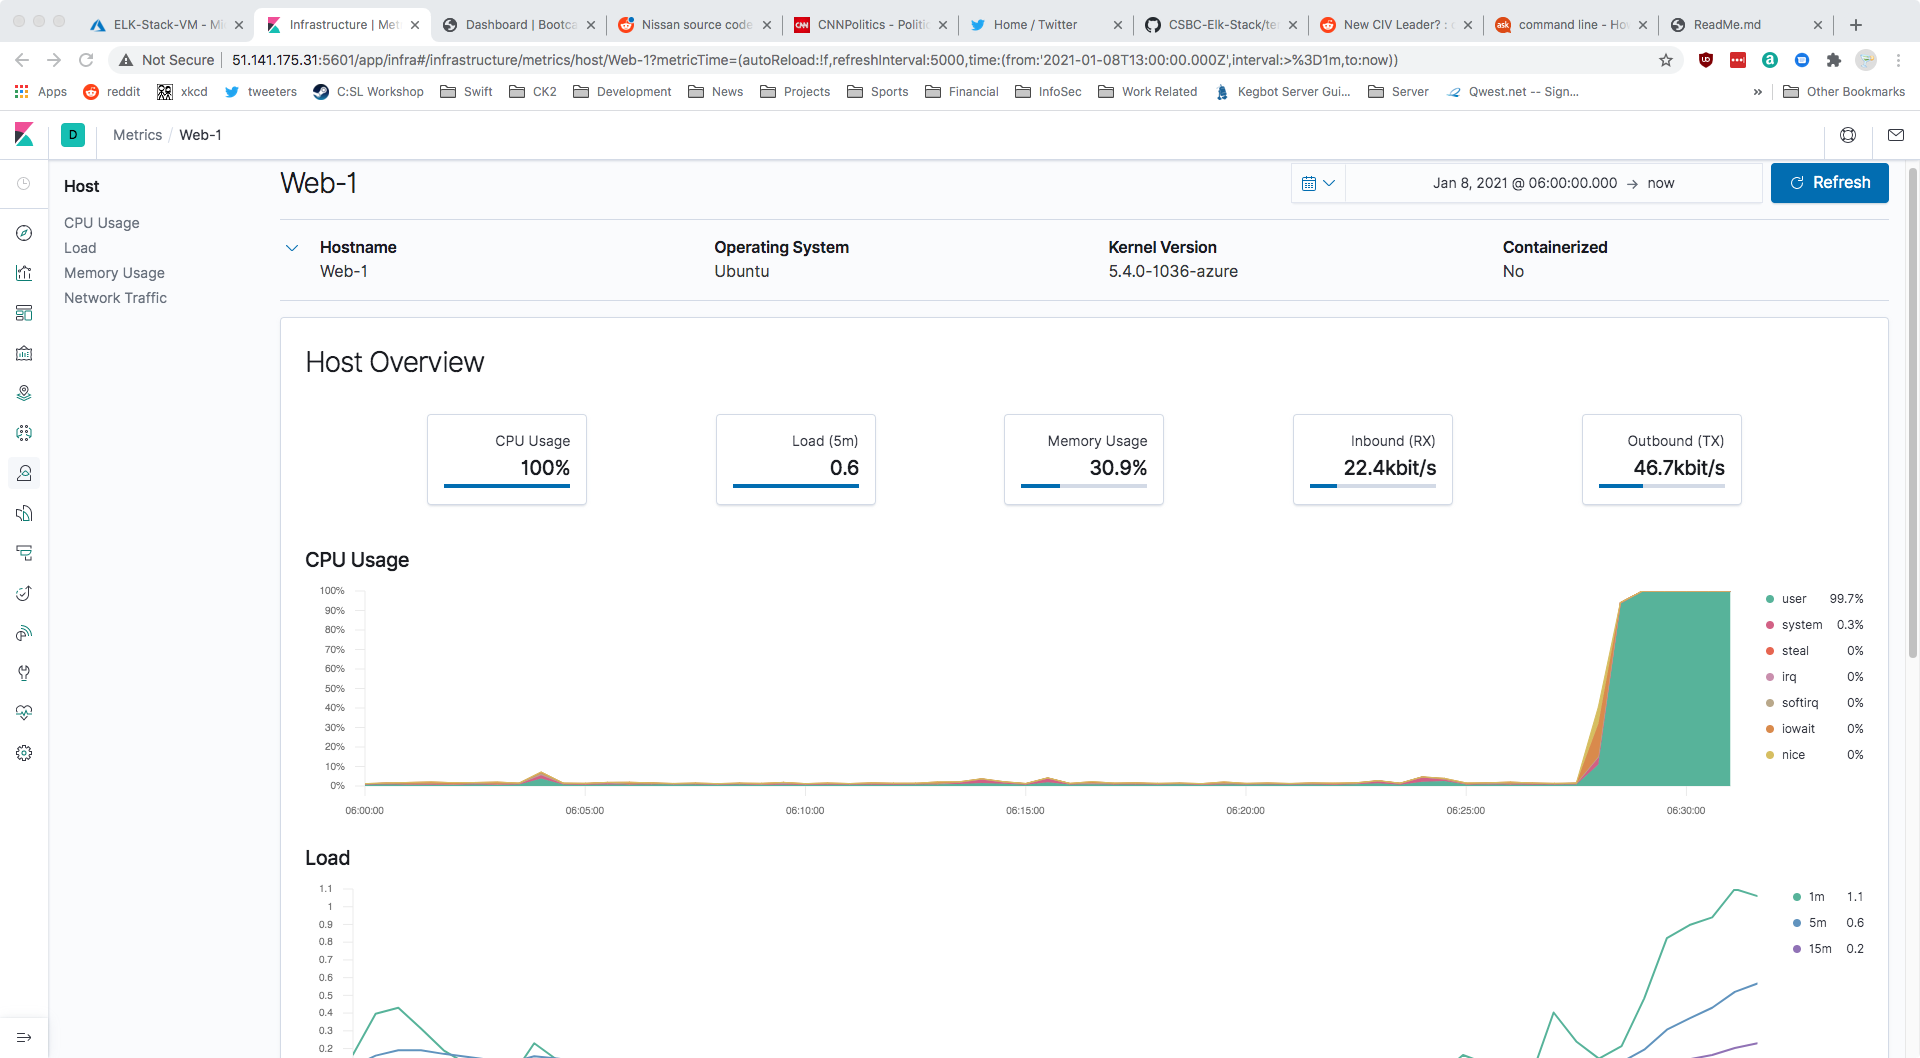 ELK-Stack-VM - Mi
Infrastructure | Met
Dashboard | Bootca
Nissan source code
CNN
CNNPolitics - Politic
Home / Twitter
CSBC-Elk-Stack/te
New CIV Leader? : c
ask
command line - Ho
ReadMe.md
Not Secure
51.141.175.31:5601/app/infra#/infrastructure/metrics/host/Web-1?metricTime=(autoReload:!f,refreshInterval:5000,time:(from:'2021-01-08T13:00:00.000Z',interval:>%3D1m,to:now))
Apps
reddit
xkcd
tweeters
C:SL Workshop
Swift
CK2
Development
News
Projects
Sports
Financial
InfoSec
Work Related
Kegbot Server Gui...
Server
Qwest.net -- Sign...
»
Other Bookmarks
D
Metrics / Web-1
Host
CPU Usage
Load
Memory Usage
Network Traffic
Web-1
Jan 8, 2021 @ 06:00:00.000 → now
Refresh
Hostname
Web-1
Operating System
Ubuntu
Kernel Version
5.4.0-1036-azure
Containerized
No
Host Overview
CPU Usage
100%
Load (5m)
0.6
Memory Usage
30.9%
Inbound (RX)
22.4kbit/s
Outbound (TX)
46.7kbit/s
CPU Usage
100%
90%
80%
70%
60%
50%
40%
30%
20%
10%
0%
06:00:00
06:05:00
06:10:00
06:15:00
06:20:00
06:25:00
06:30:00
user 99.7%
system 0.3%
steal 0%
irq 0%
softirq 0%
iowait 0%
nice 0%
Load
1.1
1
0.9
0.8
0.7
0.6
0.5
0.4
0.3
0.2
1m 1.1
5m 0.6
15m 0.2